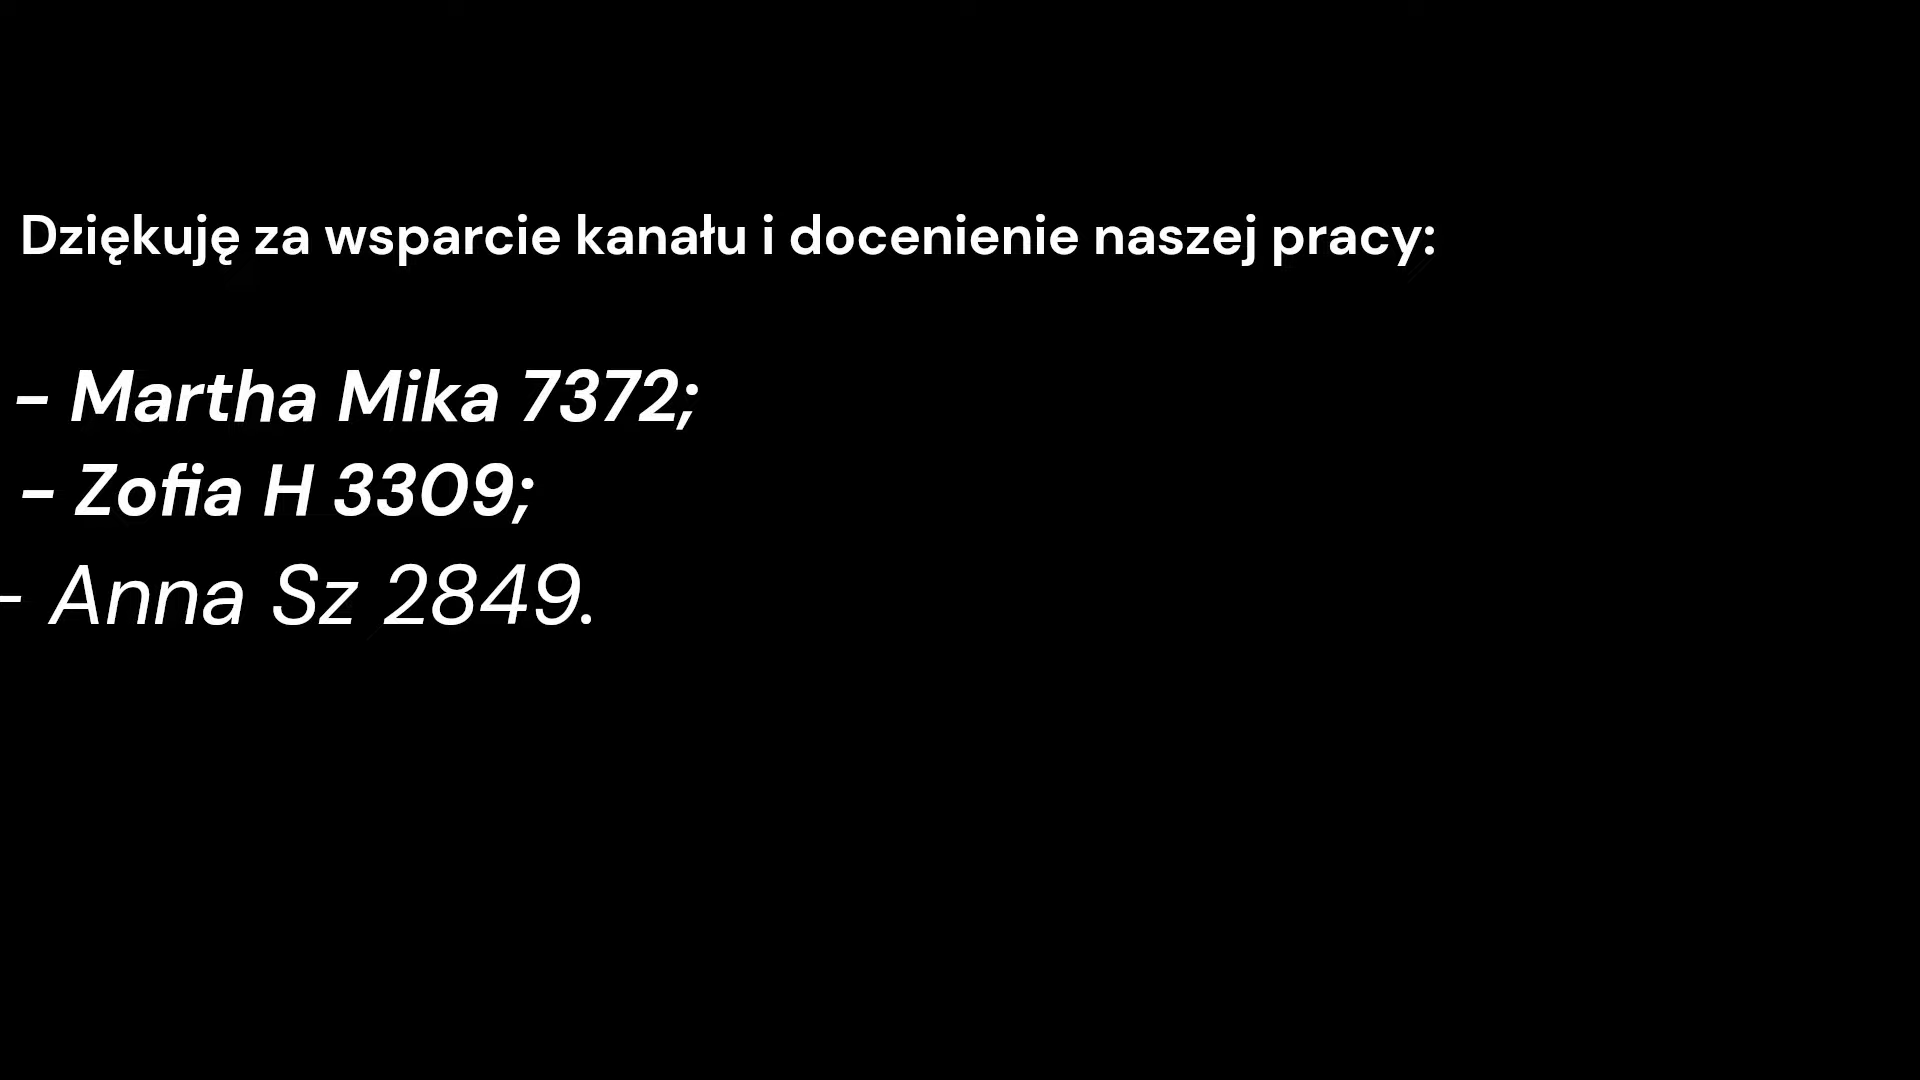 Dziękuję za wsparcie kanału i docenienie naszej pracy:
- Martha Mika 7372;
- Zofia H 3309;
- Anna Sz 2849.